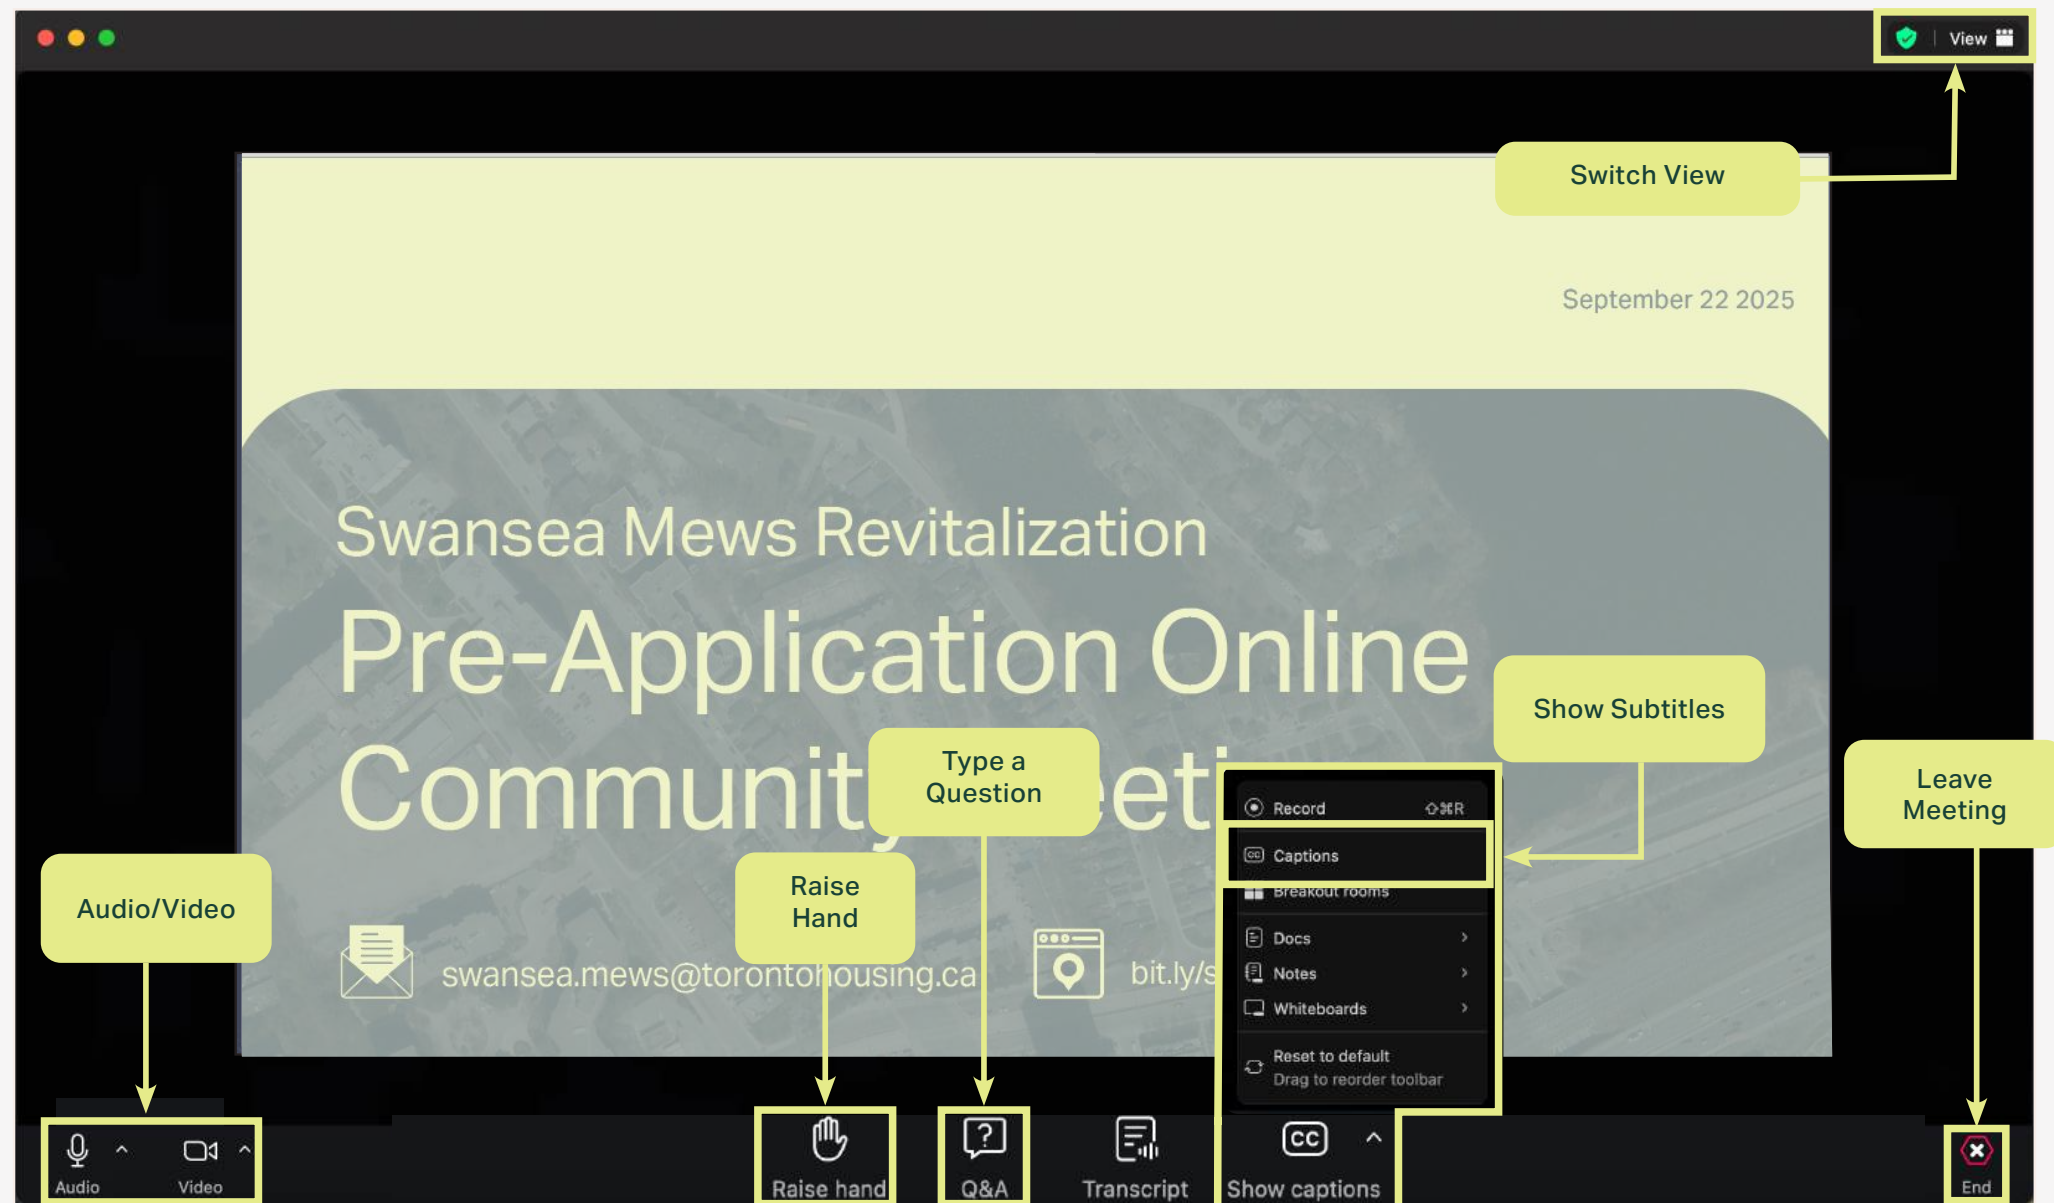 View
Switch View
September 22 2025
Swansea Mews Revitalization
Pre-Application Online
Show Subtitles
Type a
Question
Leave
Meeting
Record ⇧⌘R
Captions
Breakout rooms
Raise
Hand
Audio/Video
swansea.mews@torontohousing.ca
bit.ly/s
Docs
Notes
Whiteboards
Reset to default
Drag to reorder toolbar
CC
Audio
Video
Raise hand
Q&A
Transcript
Show captions
End